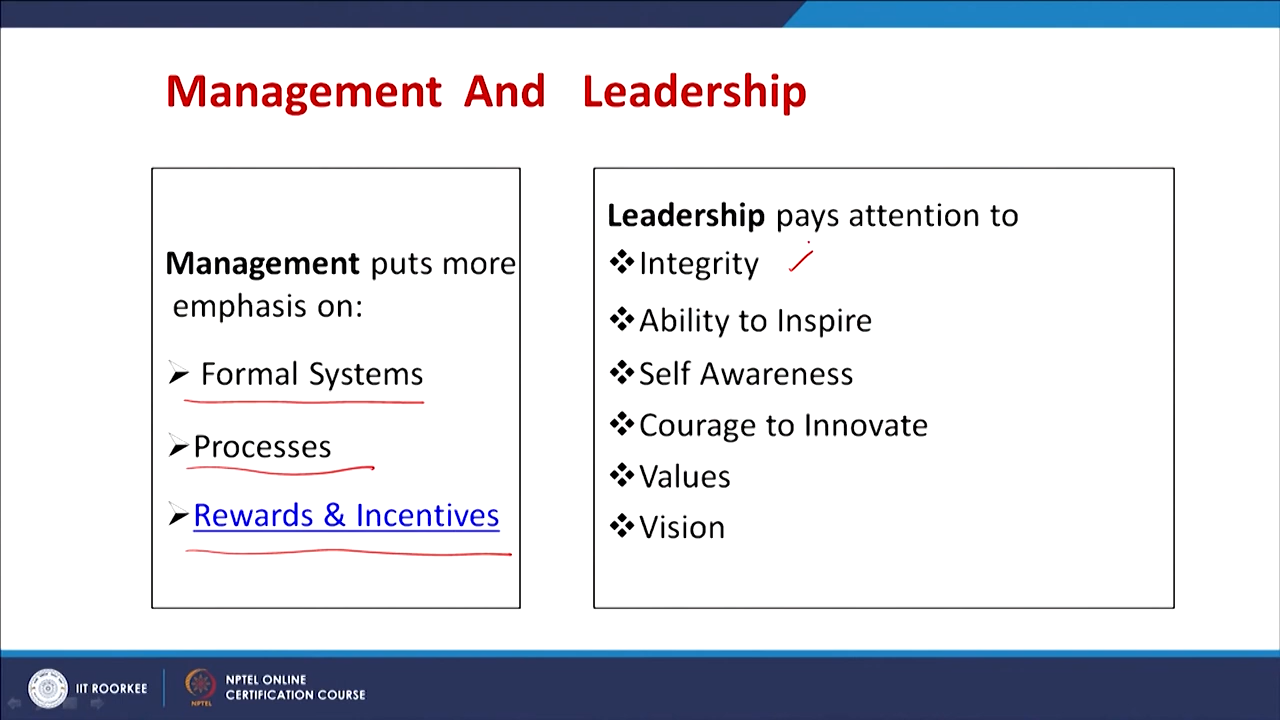 Management And Leadership
Management puts more
emphasis on:
Formal Systems
Processes
Rewards & Incentives
Leadership pays attention to
Integrity
Ability to Inspire
Self Awareness
Courage to Innovate
Values
Vision
IIT ROORKEE
NPTEL
NPTEL ONLINE
CERTIFICATION COURSE